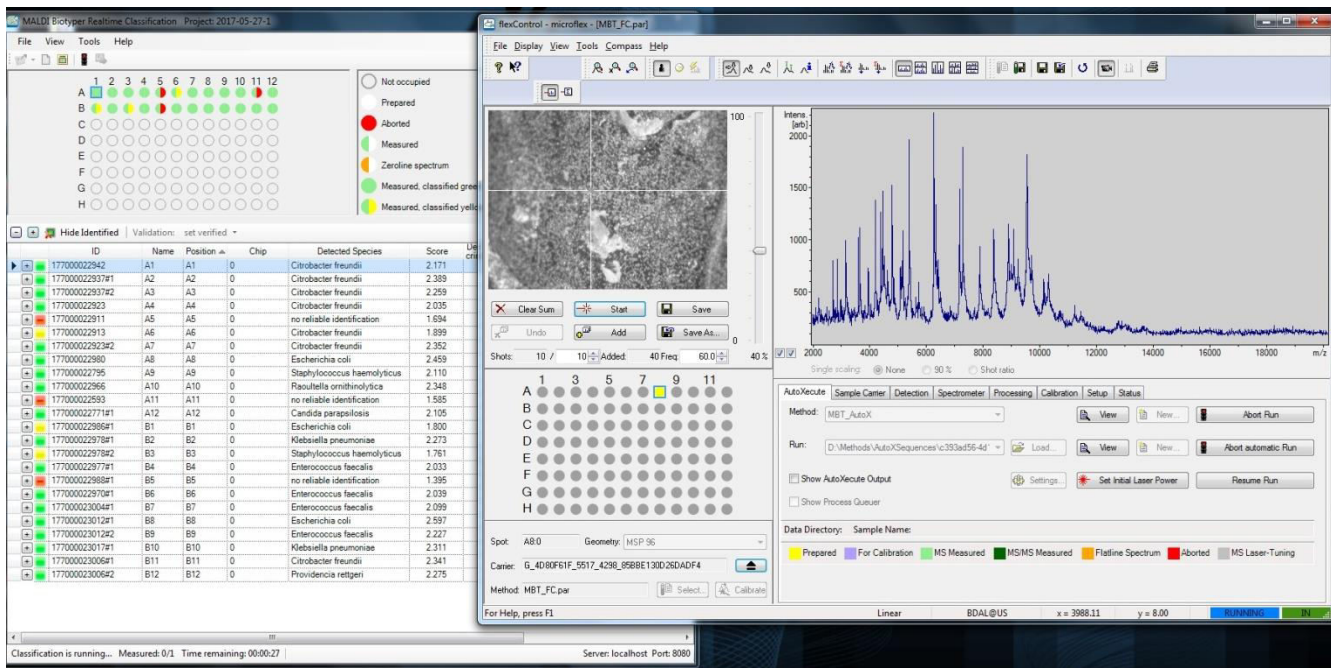 MALDI Biotyper Realtime Classification Project: 2017-05-27-1
File View Tools Help
1 2 3 4 5 6 7 8 9 10 11 12
A
B
C
D
E
F
G
H
Not occupied
Prepared
Aborted
Measured
Zeroline spectrum
Measured, classified gree
Measured, classified yell
Hide Identified Validation: set verified
ID Name Position Chip Detected Species Score
177000022942 A1 A1 0 Citrobacter freundii 2.171
177000022937#1 A2 A2 0 Citrobacter freundii 2.389
177000022937#2 A3 A3 0 Citrobacter freundii 2.259
177000022923 A4 A4 0 Citrobacter freundii 2.035
177000022911 A5 A5 0 no reliable identification 1.694
177000022913 A6 A6 0 Citrobacter freundii 1.899
177000022923#2 A7 A7 0 Citrobacter freundii 2.352
177000022980 A8 A8 0 Escherichia coli 2.459
177000022795 A9 A9 0 Staphylococcus haemolyticus 2.110
177000022966 A10 A10 0 Raoultella ornithinolytica 2.348
177000022593 A11 A11 0 no reliable identification 1.585
177000022771#1 A12 A12 0 Candida parapsilosis 2.105
177000022986#1 B1 B1 0 Escherichia coli 1.800
177000022978#1 B2 B2 0 Klebsiella pneumoniae 2.273
177000022978#2 B3 B3 0 Staphylococcus haemolyticus 1.761
177000022977#1 B4 B4 0 Enterococcus faecalis 2.033
177000022988#1 B5 B5 0 no reliable identification 1.395
177000022970#1 B6 B6 0 Enterococcus faecalis 2.039
177000023004#1 B7 B7 0 Enterococcus faecalis 2.099
177000023012#1 B8 B8 0 Escherichia coli 2.597
177000023012#2 B9 B9 0 Enterococcus faecalis 2.227
177000023017#1 B10 B10 0 Klebsiella pneumoniae 2.311
177000023006#1 B11 B11 0 Citrobacter freundii 2.341
177000023006#2 B12 B12 0 Providencia rettgeri 2.275
Classification is running... Measured: 0/1 Time remaining: 00:00:27 Server: localhost Port: 8080
flexControl - microflex - [MBT_FC.par]
File Display View Tools Compass Help
100
0
40 %
Clear Sum Start Save
Undo Add Save As...
Shots: 10 / 10 Added: 40 Freq: 60.0
1 3 5 7 9 11
A
B
C
D
E
F
G
H
Spot: A8:0 Geometry: MSP 96
Carrier: G_4D80F61F_5517_4298_85BBE130D26DADF4
Method: MBT_FC.par Select... Calibrate
Intens. [arb]
2000
1500
1000
500
2000 4000 6000 8000 10000 12000 14000 16000 18000 m/z
Single scaling: None 90 % Shot ratio
AutoXecute Sample Carrier Detection Spectrometer Processing Calibration Setup Status
Method: MBT_AutoX View New... Abort Run
Run: D:\Methods\AutoXSequences\c393ad56-4d1 Load... View New... Abort automatic Run
Show AutoXecute Output Settings... Set Initial Laser Power Resume Run
Show Process Queuer
Data Directory: Sample Name:
Prepared For Calibration MS Measured MS/MS Measured Flatline Spectrum Aborted MS Laser-Tuning
For Help, press F1 Linear BDAL@US x = 3988.11 y = 8.00 RUNNING IN